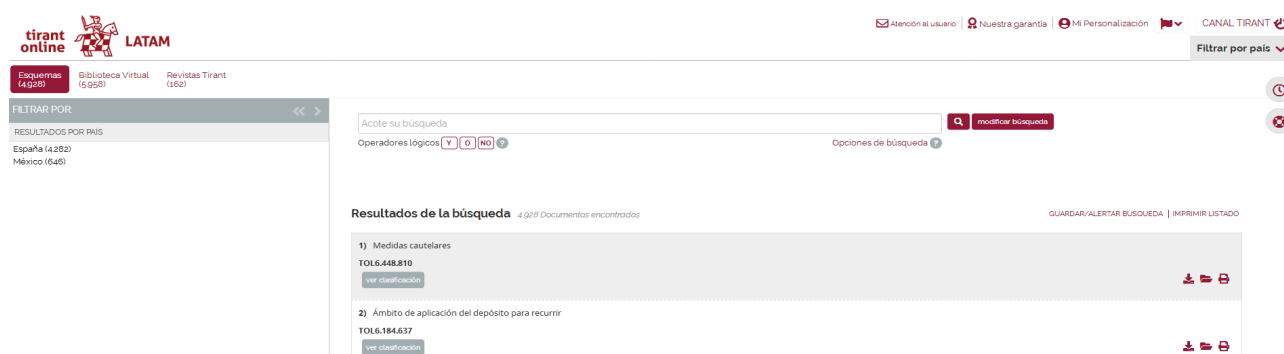 tirant
online
LATAM
Atención al usuario
Nuestra garantía
Mi Personalización
CANAL TIRANT
Filtrar por país
Esquemas
(4,928)
Biblioteca Virtual
(5,958)
Revistas Tirant
(162)
FILTRAR POR:
RESULTADOS POR PAÍS
España (4,282)
México (646)
Acote su búsqueda
modificar búsqueda
Operadores lógicos Y O NO ?
Opciones de búsqueda ?
Resultados de la búsqueda 4,928 Documentos encontrados
GUARDAR/ALERTAR BÚSQUEDA | IMPRIMIR LISTADO
1) Medidas cautelares
TOL6.448.810
ver clasificación
2) Ámbito de aplicación del depósito para recurrir
TOL6.184.637
ver clasificación